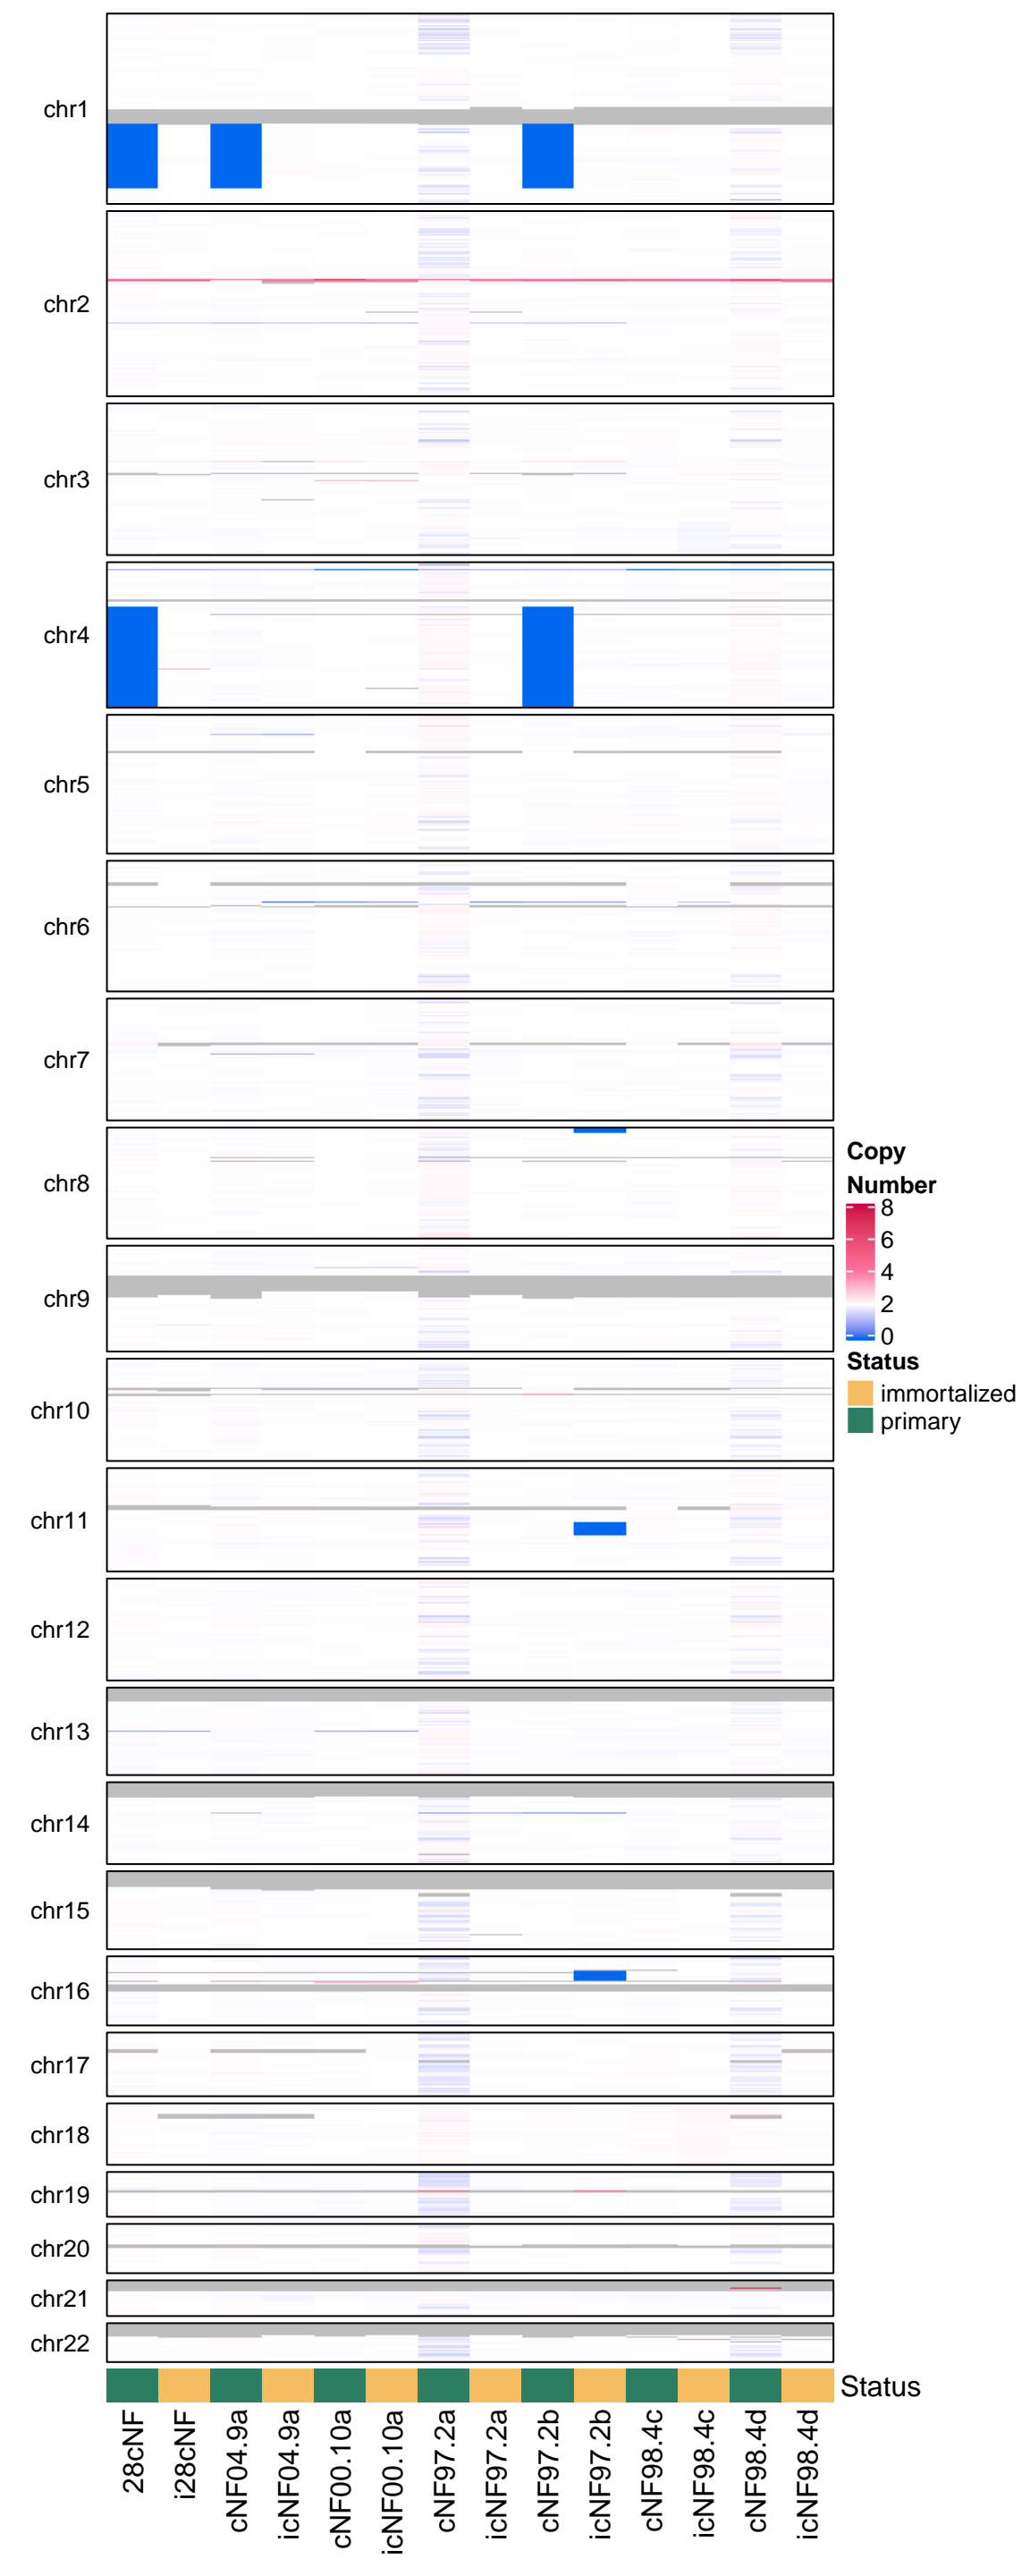 chr1
chr2
chr3
chr4
chr5
chr6
chr7
chr8
chr9
chr10
chr11
chr12
chr13
chr14
chr15
chr16
chr17
chr18
chr19
chr20
chr21
chr22
Copy
Number
8
6
4
2
0
Status
immortalized
primary
Status
28cNF
i28cNF
cNF04.9a
icNF04.9a
cNF00.10a
icNF00.10a
cNF97.2a
icNF97.2a
cNF97.2b
icNF97.2b
cNF98.4c
icNF98.4c
cNF98.4d
icNF98.4d